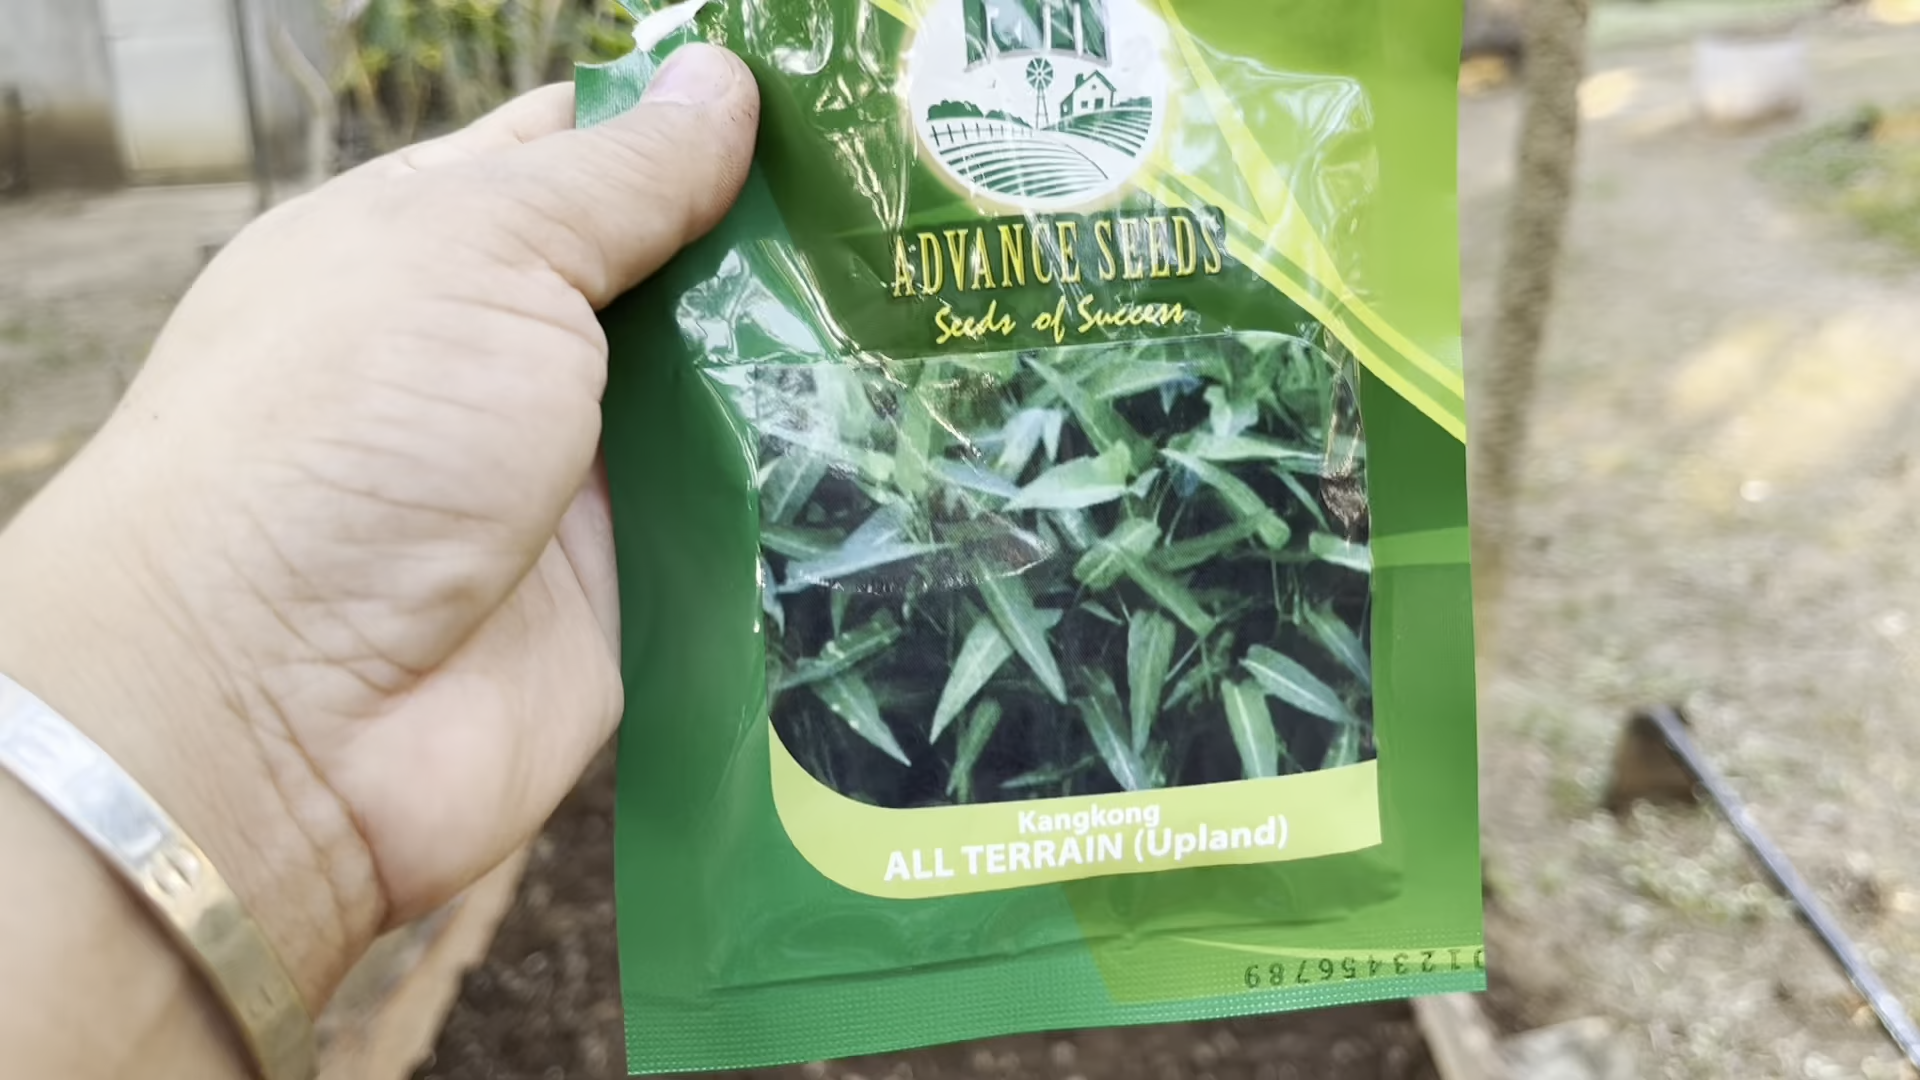 ADVANCE SEEDS
Seeds of Success
Kangkong
ALL TERRAIN (Upland)
0123456789